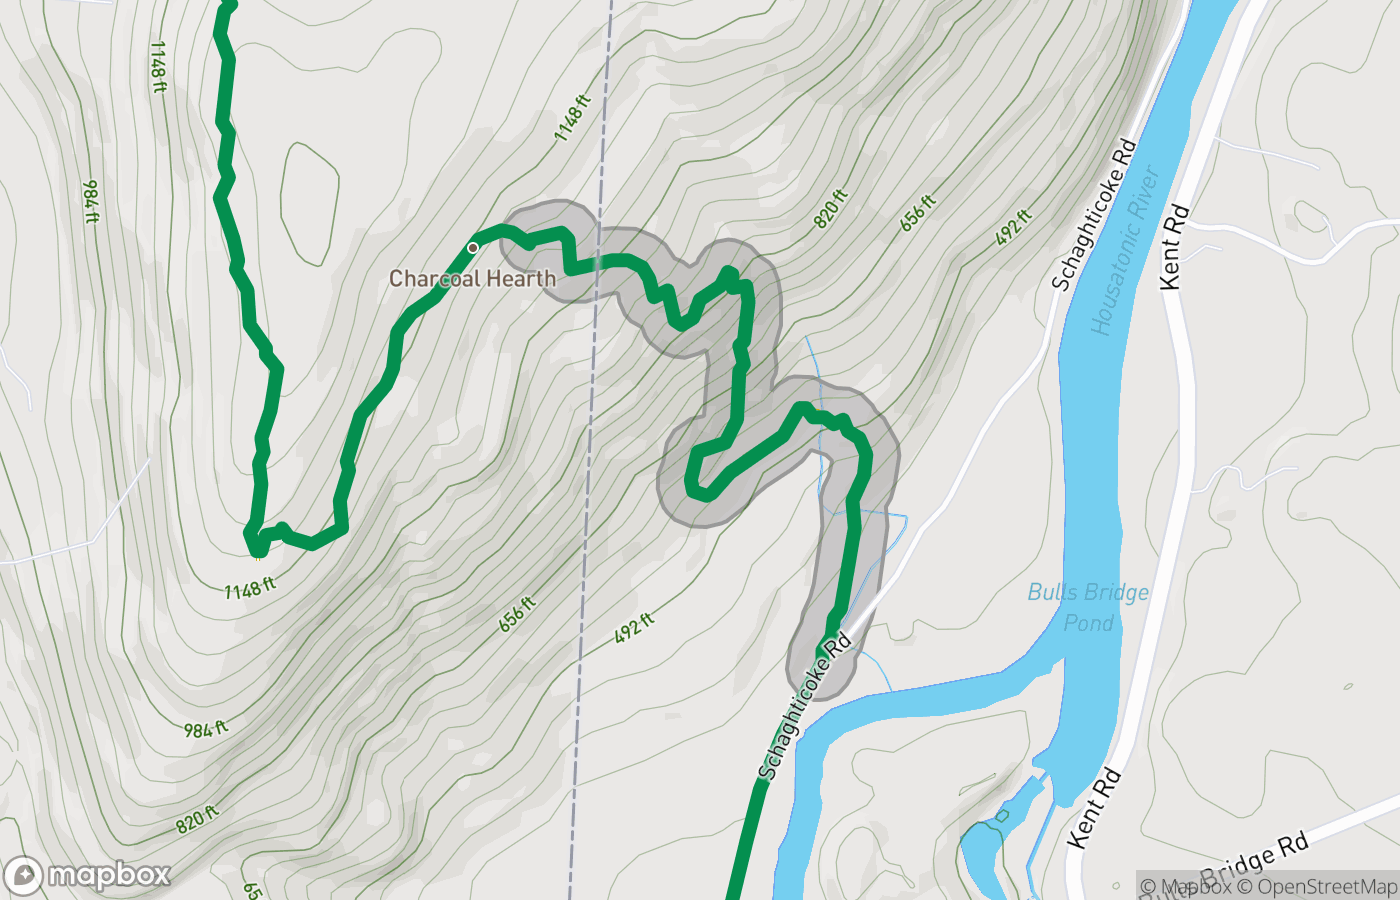 1148 ft
1148 ft
984 ft
820 ft
656 ft
492 ft
Schaghticoke Rd
Housatonic River
Kent Rd
Charcoal Hearth
1148 ft
656 ft
492 ft
Bulls Bridge
Pond
Schaghticoke Rd
984 ft
820 ft
Kent Rd
Bulls Bridge Rd
mapbox
© Mapbox © OpenStreetMap